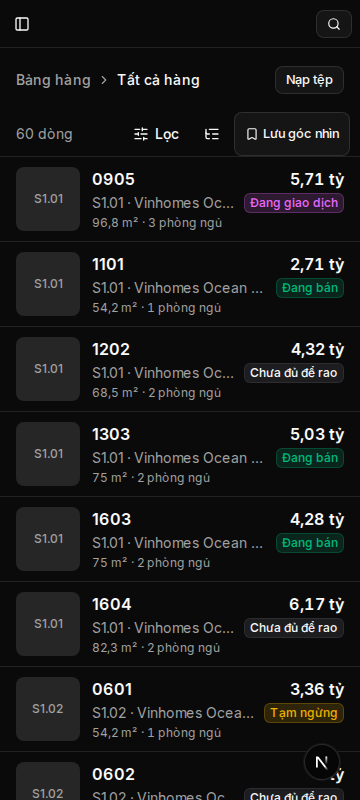 Bảng hàng > Tất cả hàng
Nạp tệp
60 dòng
Lọc
Lưu góc nhìn
S1.01
0905
5,71 tỷ
S1.01 · Vinhomes Oc...
Đang giao dịch
96,8 m² · 3 phòng ngủ
S1.01
1101
2,71 tỷ
S1.01 · Vinhomes Ocean ...
Đang bán
54,2 m² · 1 phòng ngủ
S1.01
1202
4,32 tỷ
S1.01 · Vinhomes Oc...
Chưa đủ để rao
68,5 m² · 2 phòng ngủ
S1.01
1303
5,03 tỷ
S1.01 · Vinhomes Ocean ...
Đang bán
75 m² · 2 phòng ngủ
S1.01
1603
4,28 tỷ
S1.01 · Vinhomes Ocean ...
Đang bán
75 m² · 2 phòng ngủ
S1.01
1604
6,17 tỷ
S1.01 · Vinhomes Oc...
Chưa đủ để rao
82,3 m² · 2 phòng ngủ
S1.02
0601
3,36 tỷ
S1.02 · Vinhomes Ocea...
Tạm ngừng
54,2 m² · 1 phòng ngủ
S1.02
0602
tỷ
S1.02 · Vinhomes Oc...
Chưa đủ để rao